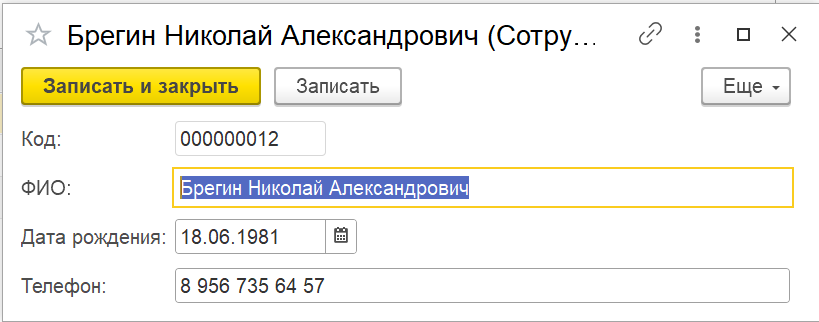 Брегин Николай Александрович (Сотру...
Записать и закрыть
Записать
Еще
Код:
000000012
ФИО:
Брегин Николай Александрович
Дата рождения:
18.06.1981
Телефон:
8 956 735 64 57